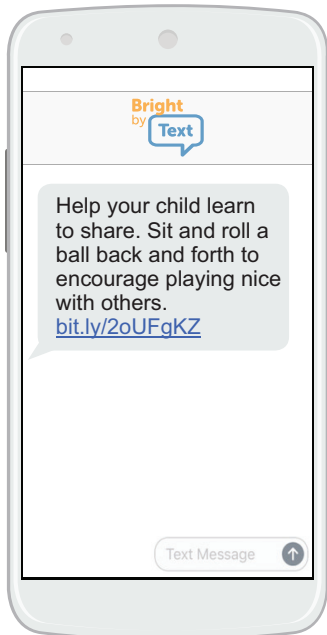 Bright
by Text
Help your child learn
to share. Sit and roll a
ball back and forth to
encourage playing nice
with others.
bit.ly/2oUFgKZ
Text Message